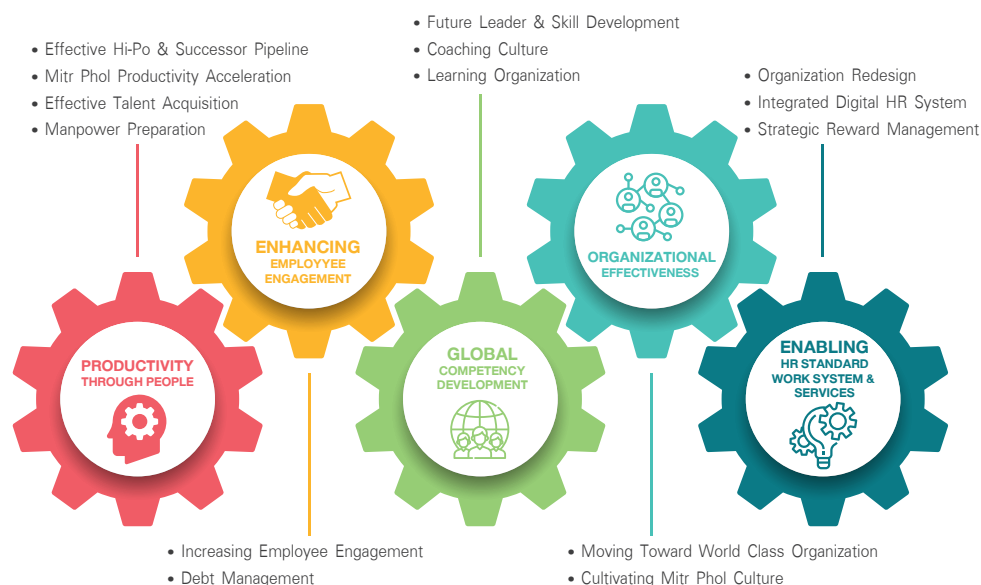 • Future Leader & Skill Development
• Coaching Culture
• Learning Organization
• Effective Hi-Po & Successor Pipeline
• Mitr Phol Productivity Acceleration
• Effective Talent Acquisition
• Manpower Preparation
• Organization Redesign
• Integrated Digital HR System
• Strategic Reward Management
ENHANCING
EMPLOYYEE
ENGAGEMENT
ORGANIZATIONAL
EFFECTIVENESS
PRODUCTIVITY
THROUGH PEOPLE
GLOBAL
COMPETENCY
DEVELOPMENT
ENABLING
HR STANDARD
WORK SYSTEM &
SERVICES
• Increasing Employee Engagement
• Debt Management
• Moving Toward World Class Organization
• Cultivating Mitr Phol Culture